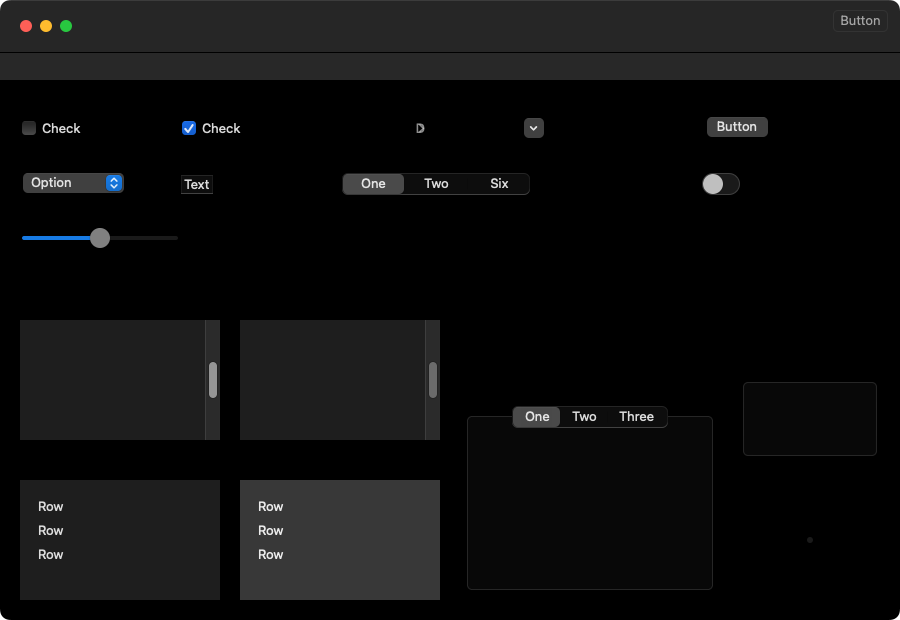 Button
Check
Check
Button
Option
Text
One Two Six
One Two Three
Row
Row
Row
Row
Row
Row